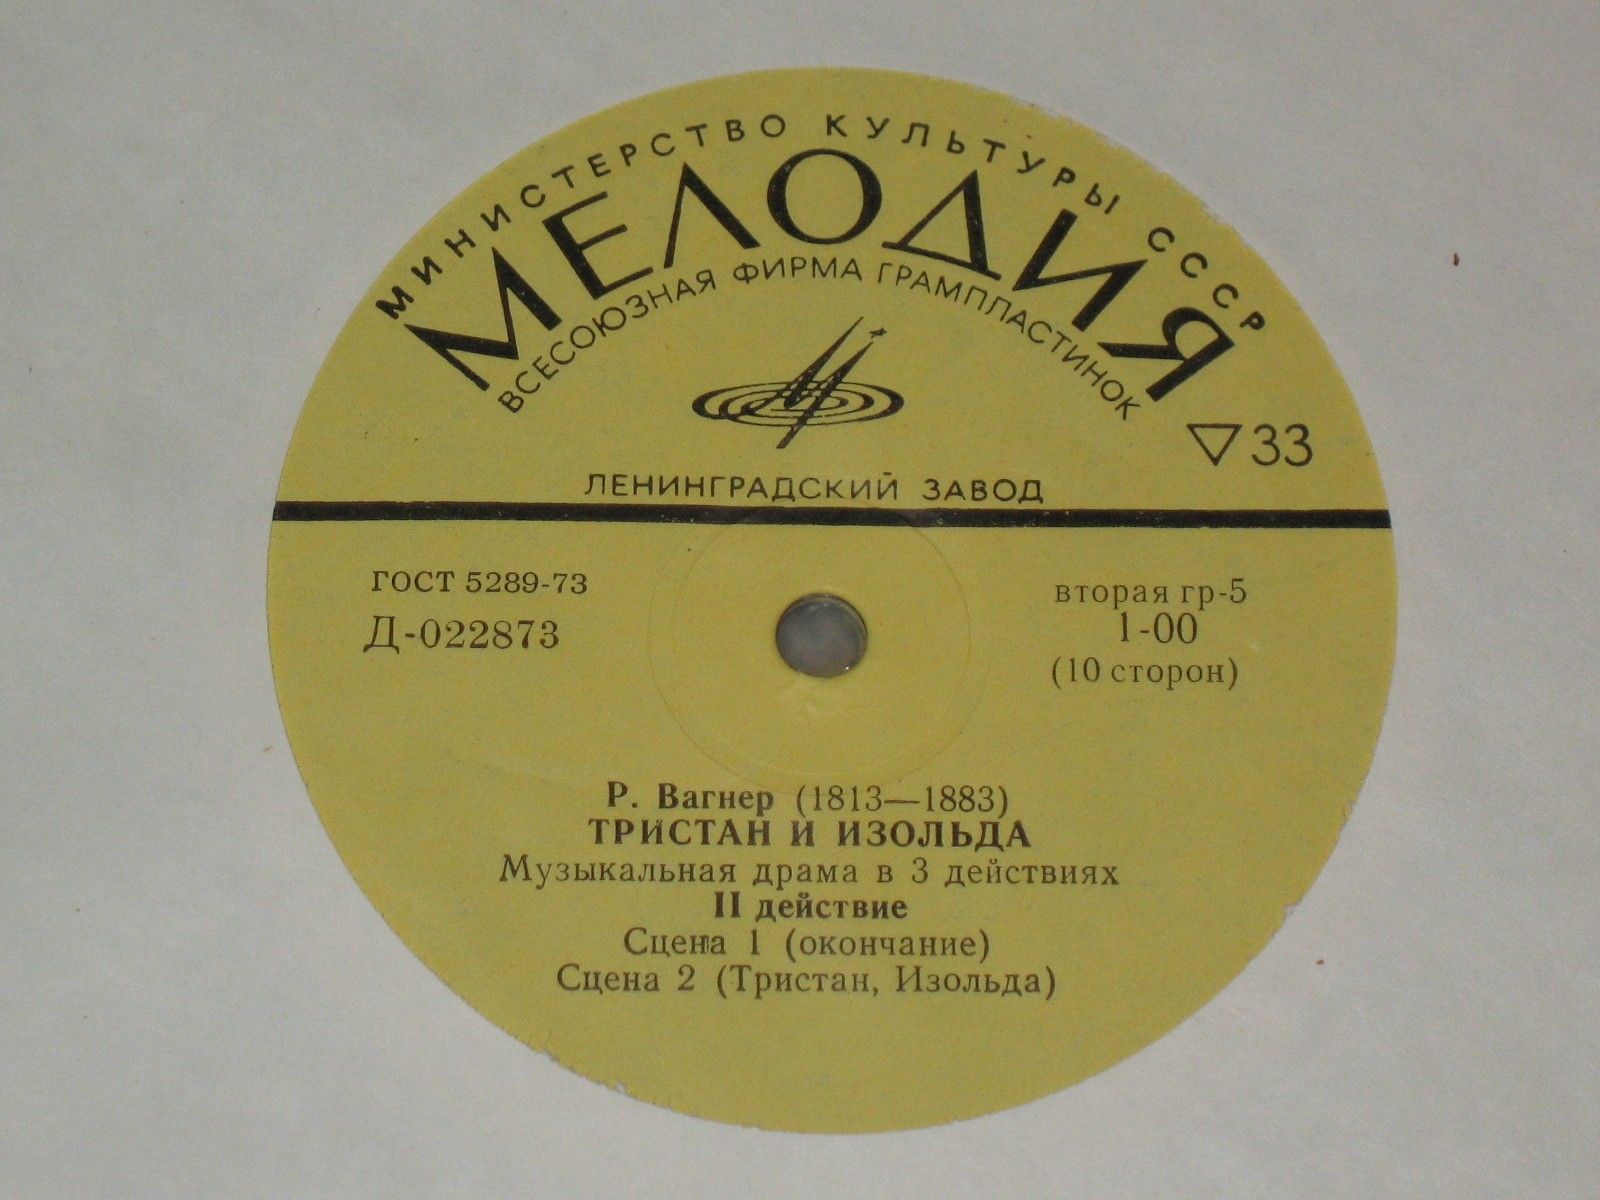 МИНИСТЕРСТВО КУЛЬТУРЫ СССР
МЕЛОДИЯ
ВСЕСОЮЗНАЯ ФИРМА ГРАМПЛАСТИНОК
33
ЛЕНИНГРАДСКИЙ ЗАВОД
ГОСТ 5289-73
Д-022873
вторая гр-5
1-00
(10 сторон)
Р. Вагнер (1813—1883)
ТРИСТАН И ИЗОЛЬДА
Музыкальная драма в 3 действиях
II действие
Сцена 1 (окончание)
Сцена 2 (Тристан, Изольда)